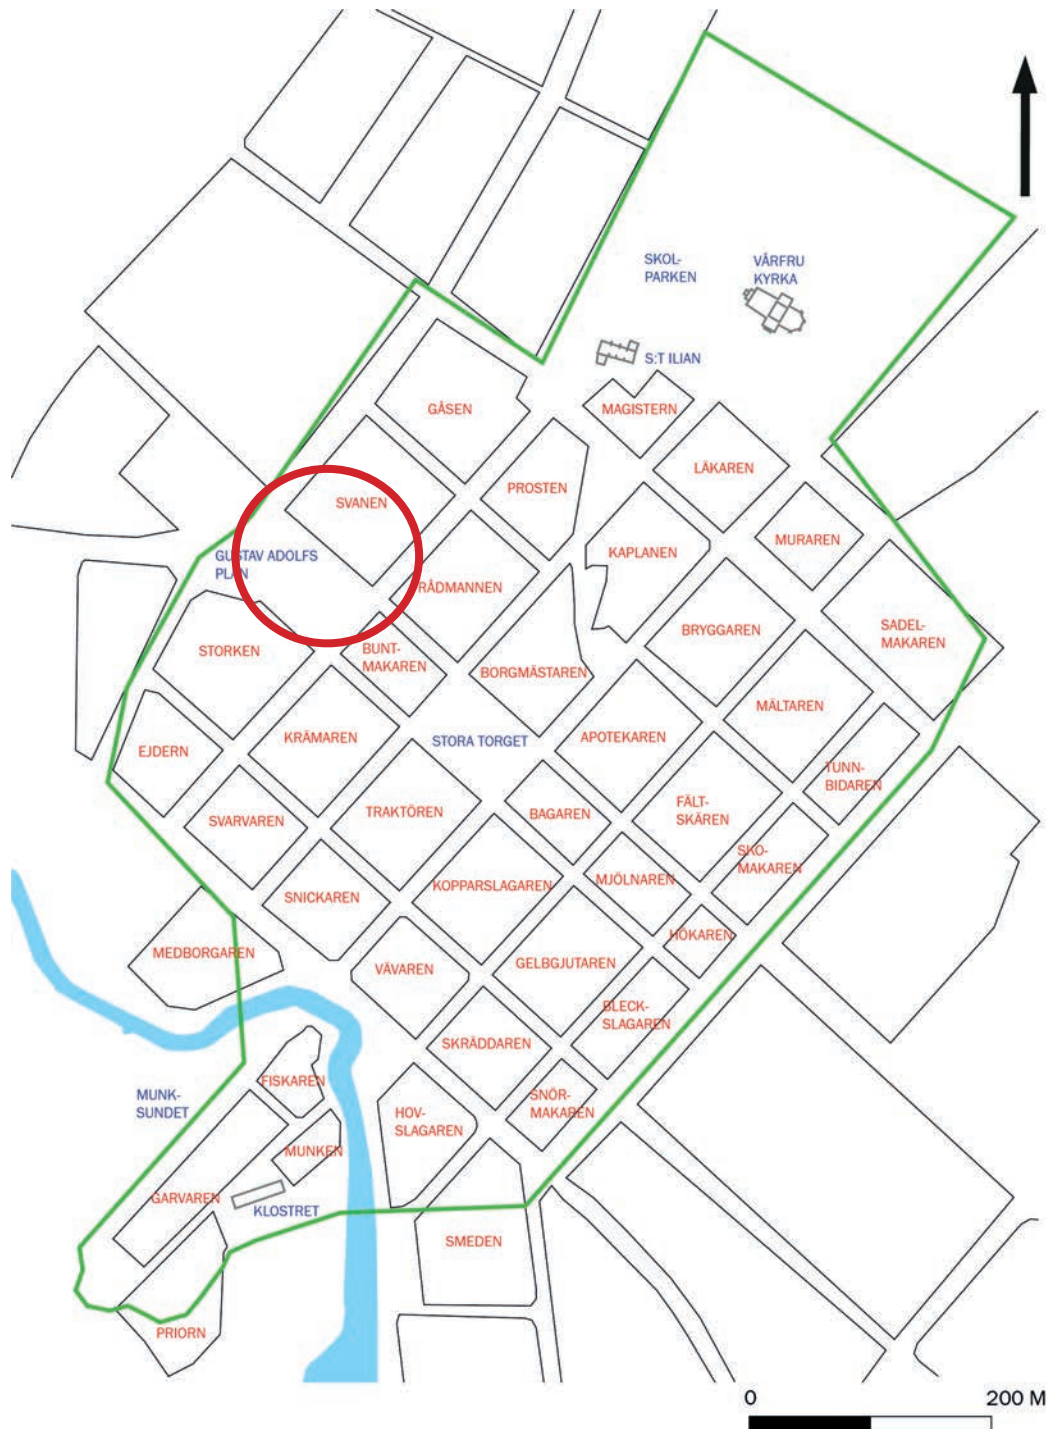 SKOL-
PARKEN
VÅRFRU
KYRKA
S:T ILIAN
GÅSEN
MAGISTERN
LÄKAREN
PROSTEN
SVANEN
MURAREN
KAPLANEN
GUSTAV ADOLFS
PLAN
RÅDMANNEN
BRYGGAREN
SADEL-
MAKAREN
STORKEN
BUNT-
MAKAREN
BORGMÄSTAREN
MÄLTAREN
EJDERN
KRÄMAREN
STORA TORGET
APOTEKAREN
TUNN-
BIDAREN
SVARVAREN
TRAKTÖREN
BAGAREN
FÄLT-
SKÄREN
SKO-
MAKAREN
SNICKAREN
KOPPARSLAGAREN
MJÖLNAREN
HÖKAREN
MEDBORGAREN
VÄVAREN
GELBGJUTAREN
BLECK-
SLAGAREN
SKRÄDDAREN
FISKAREN
MUNK-
SUNDET
HOV-
SLAGAREN
SNÖR-
MAKAREN
MUNKEN
GARVAREN
KLOSTRET
SMEDEN
PRIORN
0 200 M